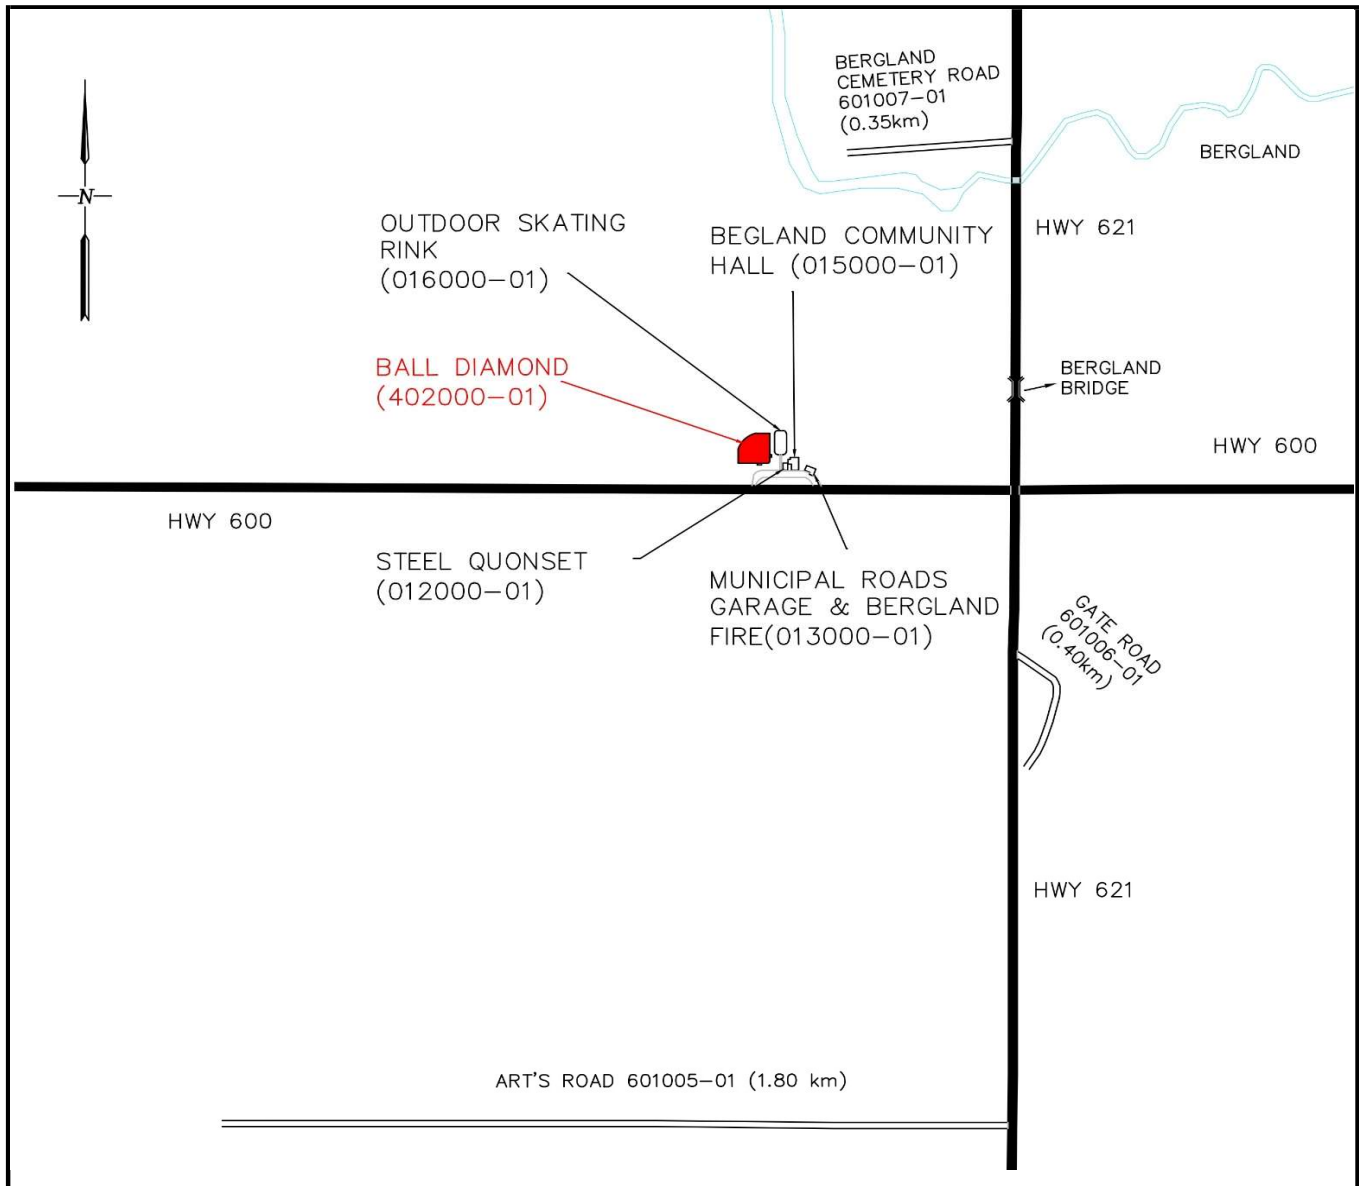 BERGLAND
CEMETERY ROAD
601007-01
(0.35km)
BERGLAND
N
OUTDOOR SKATING
RINK
(016000-01)
BEGLAND COMMUNITY
HALL (015000-01)
HWY 621
BALL DIAMOND
(402000-01)
BERGLAND
BRIDGE
HWY 600
HWY 600
STEEL QUONSET
(012000-01)
MUNICIPAL ROADS
GARAGE & BERGLAND
FIRE(013000-01)
GATE ROAD
601006-01
(0.40km)
HWY 621
ART'S ROAD 601005-01 (1.80 km)